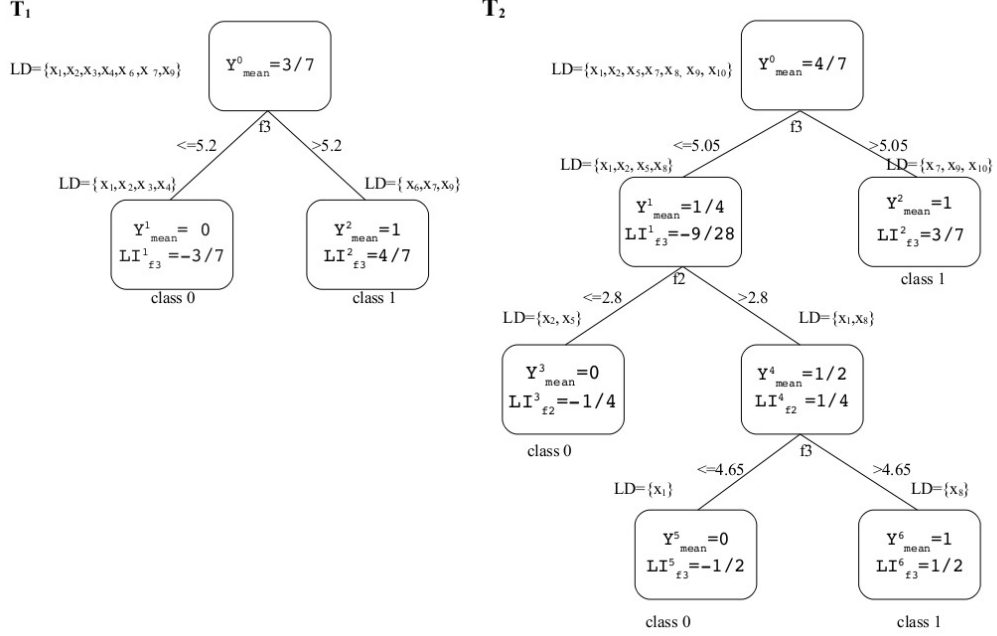 T₁
LD={x₁,x₂,x₃,x₄,x₆,x₇,x₉}
Y⁰mean=3/7
f3
<=5.2
>5.2
LD={x₁,x₂,x₃,x₄}
LD={x₆,x₇,x₉}
Y¹mean= 0
LI¹f3 =-3/7
class 0
Y²mean=1
LI²f3=4/7
class 1
T₂
LD={x₁,x₂,x₅,x₇,x₈, x₉, x₁₀}
Y⁰mean=4/7
f3
<=5.05
>5.05
LD={x₁,x₂, x₅,x₈}
LD={x₇, x₉, x₁₀}
Y¹mean=1/4
LI¹f3=-9/28
Y²mean=1
LI²f3=3/7
class 1
f2
<=2.8
>2.8
LD={x₂, x₅}
LD={x₁,x₈}
Y³mean=0
LI³f2=-1/4
class 0
Y⁴mean=1/2
LI⁴f2 =1/4
f3
<=4.65
>4.65
LD={x₁}
LD={x₈}
Y⁵mean=0
LI⁵f3=-1/2
class 0
Y⁶mean=1
LI⁶f3=1/2
class 1